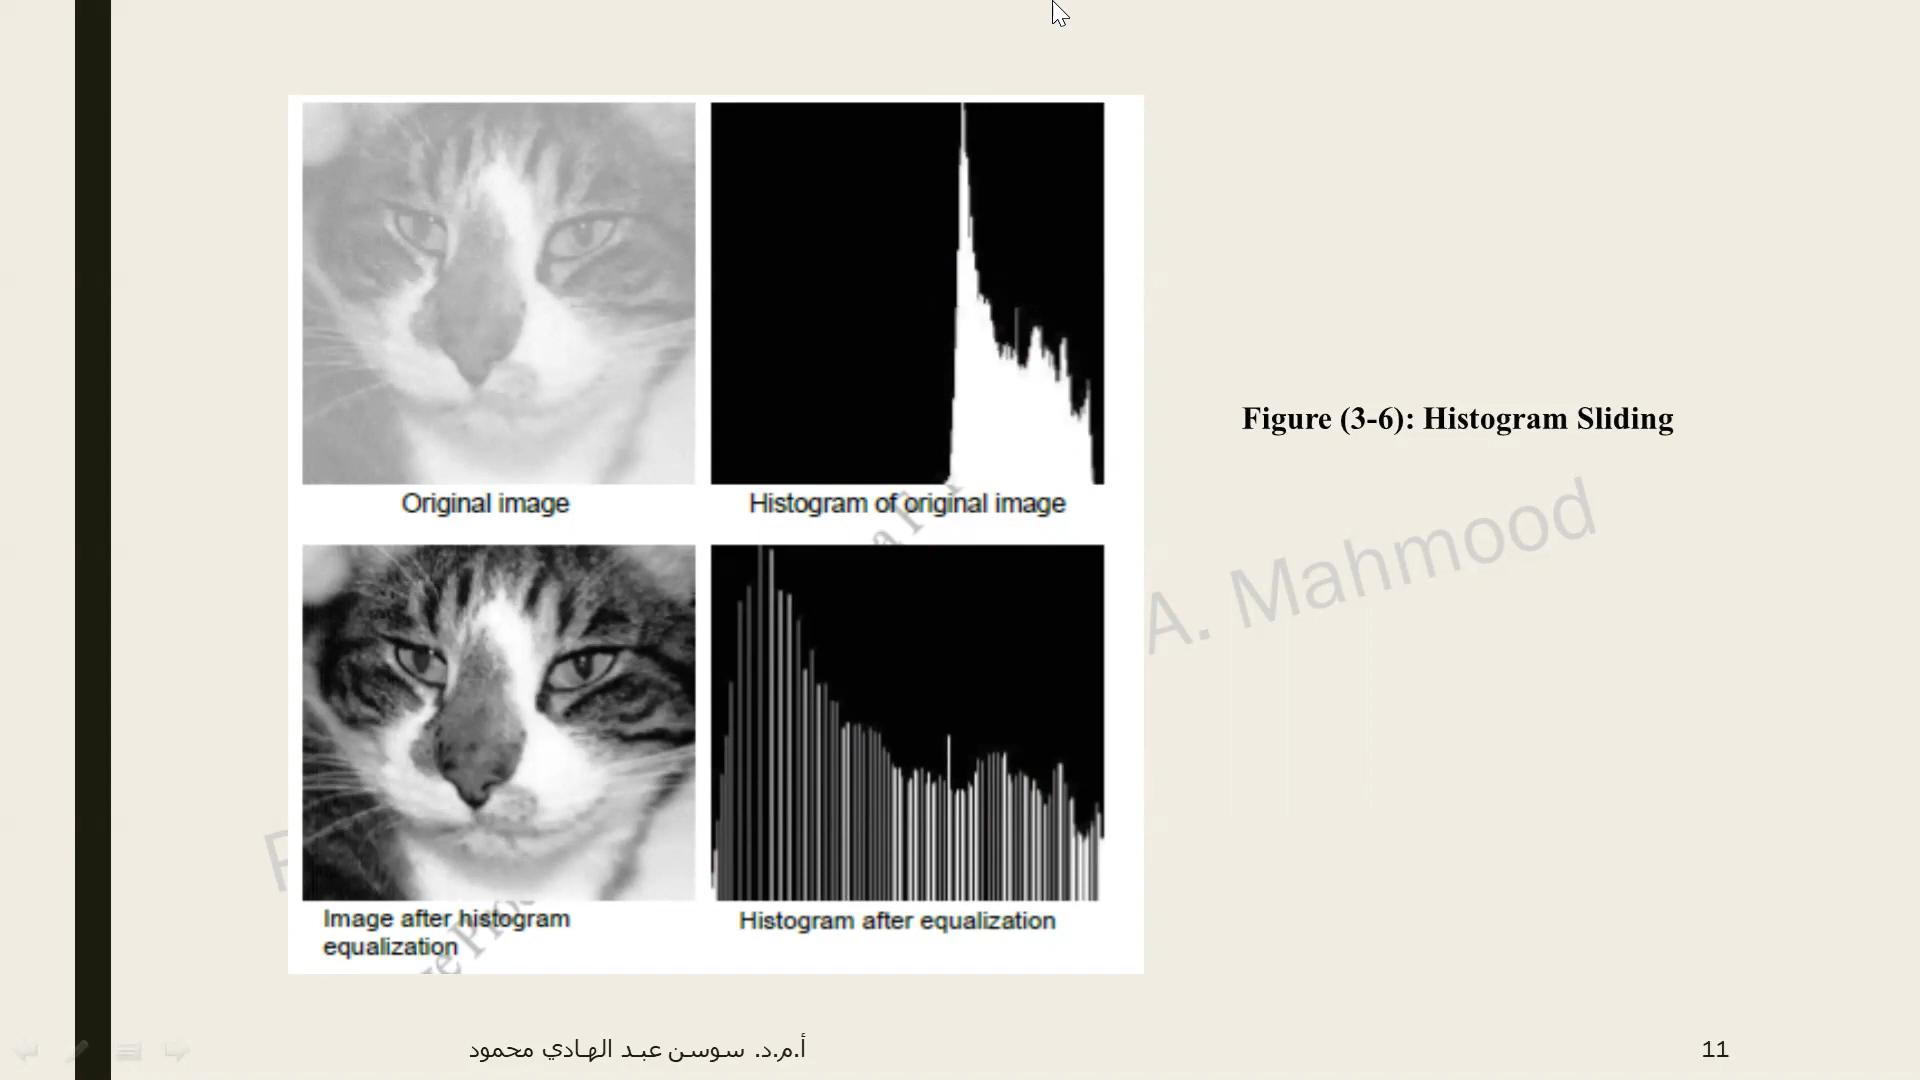 Original image
Histogram of original image
Figure (3-6): Histogram Sliding
A. Mahmood
Image after histogram
equalization
Histogram after equalization
أ.م.د. سوسن عبد الهادي محمود
11